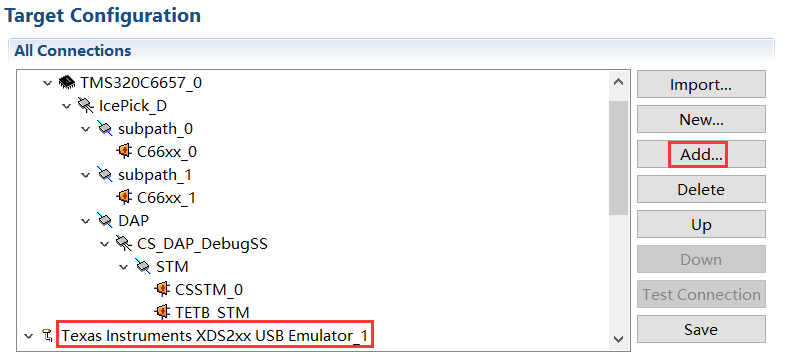 Target Configuration
All Connections
TMS320C6657_0
IcePick_D
subpath_0
C66xx_0
subpath_1
C66xx_1
DAP
CS_DAP_DebugSS
STM
CSSTM_0
TETB_STM
Texas Instruments XDS2xx USB Emulator_1
Import...
New...
Add...
Delete
Up
Down
Test Connection
Save